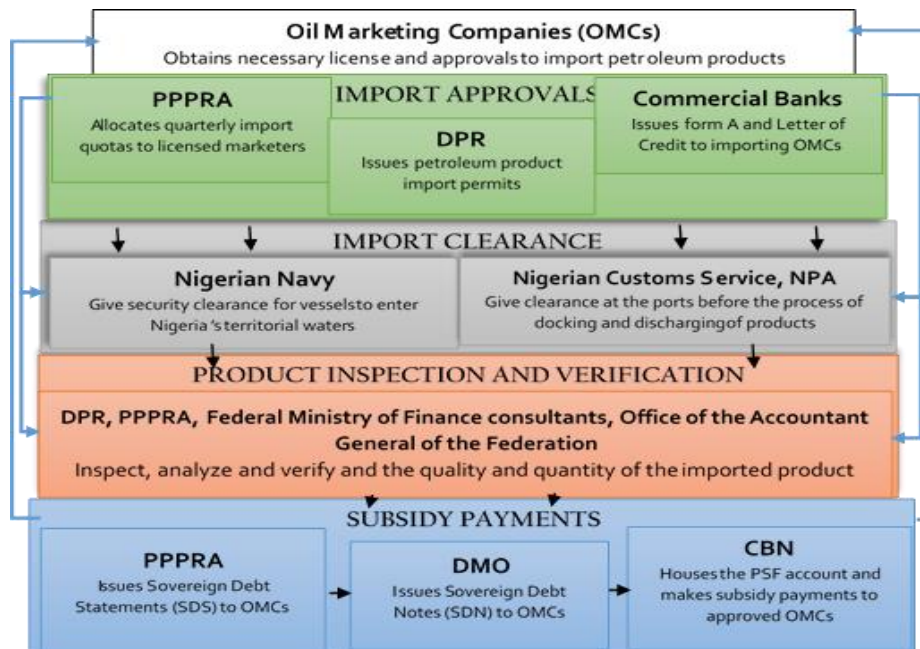 Oil Marketing Companies (OMCs)
Obtains necessary license and approvals to import petroleum products
IMPORT APPROVALS
PPPRA
Allocates quarterly import
quotas to licensed marketers
DPR
Issues petroleum product
import permits
Commercial Banks
Issues form A and Letter of
Credit to importing OMCs
IMPORT CLEARANCE
Nigerian Navy
Give security clearance for vessels to enter
Nigeria's territorial waters
Nigerian Customs Service, NPA
Give clearance at the ports before the process of
docking and discharging of products
PRODUCT INSPECTION AND VERIFICATION
DPR, PPPRA, Federal Ministry of Finance consultants, Office of the Accountant
General of the Federation
Inspect, analyze and verify and the quality and quantity of the imported product
SUBSIDY PAYMENTS
PPPRA
Issues Sovereign Debt
Statements (SDS) to OMCs
DMO
Issues Sovereign Debt
Notes (SDN) to OMCs
CBN
Houses the PSF account and
makes subsidy payments to
approved OMCs